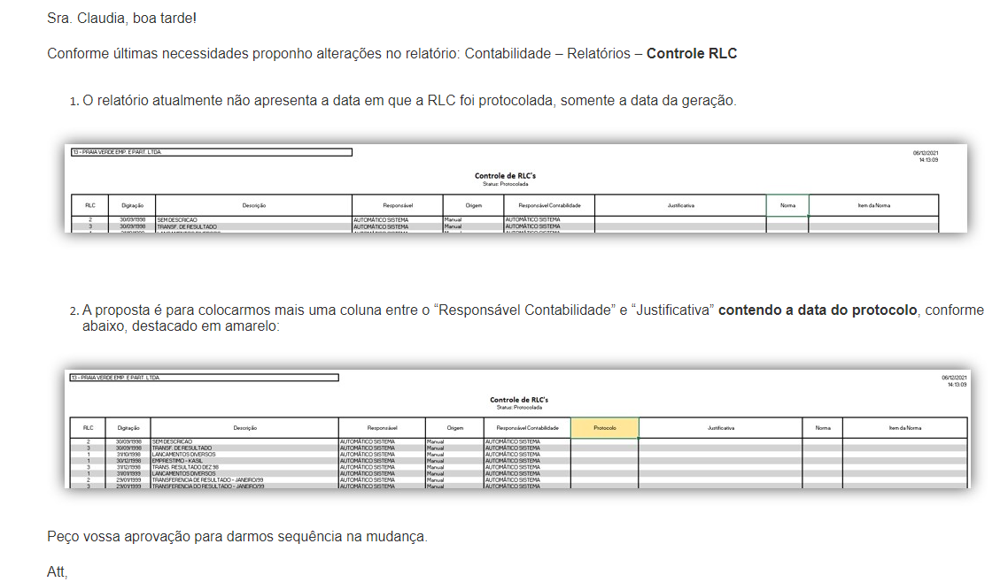 Sra. Claudia, boa tarde!
Conforme últimas necessidades proponho alterações no relatório: Contabilidade – Relatórios – Controle RLC
1. O relatório atualmente não apresenta a data em que a RLC foi protocolada, somente a data da geração.
13 - PRAIA VERDE EMP. E PART. LTDA. 06/12/2021
14:13:09
Controle de RLC's
Status: Protocolada
RLC Digitação Descrição Responsável Origem Responsável Contabilidade Justificativa Norma Item da Norma
2 30/09/1998 SEM DESCRICAO AUTOMÁTICO SISTEMA Manual AUTOMÁTICO SISTEMA
3 30/09/1998 TRANSF. DE RESULTADO AUTOMÁTICO SISTEMA Manual AUTOMÁTICO SISTEMA
2. A proposta é para colocarmos mais uma coluna entre o “Responsável Contabilidade” e “Justificativa” contendo a data do protocolo, conforme
abaixo, destacado em amarelo:
13 - PRAIA VERDE EMP. E PART. LTDA. 06/12/2021
14:13:09
Controle de RLC's
Status: Protocolada
RLC Digitação Descrição Responsável Origem Responsável Contabilidade Protocolo Justificativa Norma Item da Norma
2 30/09/1998 SEM DESCRICAO AUTOMÁTICO SISTEMA Manual AUTOMÁTICO SISTEMA
3 30/09/1998 TRANSF. DE RESULTADO AUTOMÁTICO SISTEMA Manual AUTOMÁTICO SISTEMA
1 31/10/1998 LANCAMENTOS DIVERSOS AUTOMÁTICO SISTEMA Manual AUTOMÁTICO SISTEMA
1 30/12/1998 EMPRESTIMO - KASIL AUTOMÁTICO SISTEMA Manual AUTOMÁTICO SISTEMA
3 31/12/1998 TRANS. RESULTADO DEZ 98 AUTOMÁTICO SISTEMA Manual AUTOMÁTICO SISTEMA
1 31/01/1999 LANCAMENTOS DIVERSOS AUTOMÁTICO SISTEMA Manual AUTOMÁTICO SISTEMA
2 29/01/1999 TRANSFERENCIA DE RESULTADO - JANEIRO/99 AUTOMÁTICO SISTEMA Manual AUTOMÁTICO SISTEMA
3 29/01/1999 TRANSFERENCIA DO RESULTADO - JANEIRO/99 AUTOMÁTICO SISTEMA Manual AUTOMÁTICO SISTEMA
Peço vossa aprovação para darmos sequência na mudança.
Att,